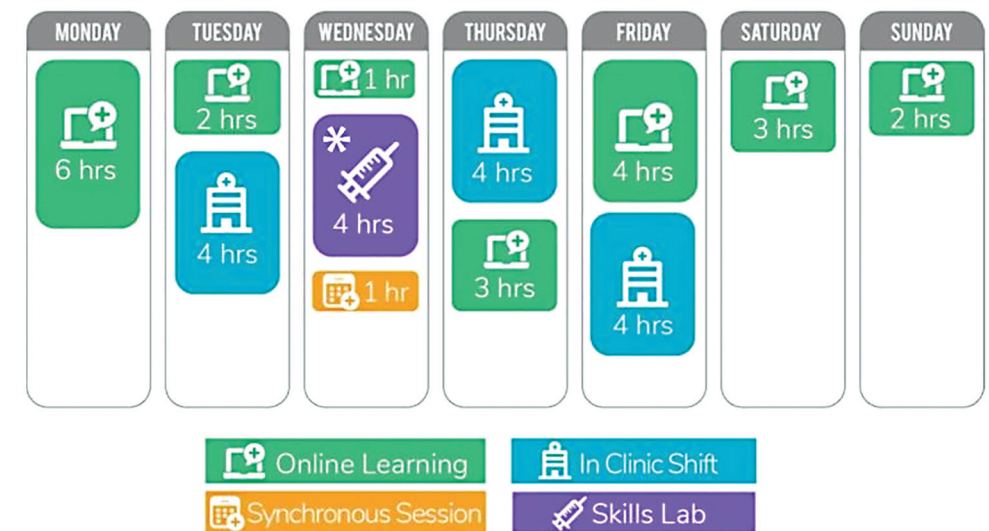 MONDAY
6 hrs
TUESDAY
2 hrs
4 hrs
WEDNESDAY
1 hr
*
4 hrs
1 hr
THURSDAY
4 hrs
3 hrs
FRIDAY
4 hrs
4 hrs
SATURDAY
3 hrs
SUNDAY
2 hrs
Online Learning
In Clinic Shift
Synchronous Session
Skills Lab